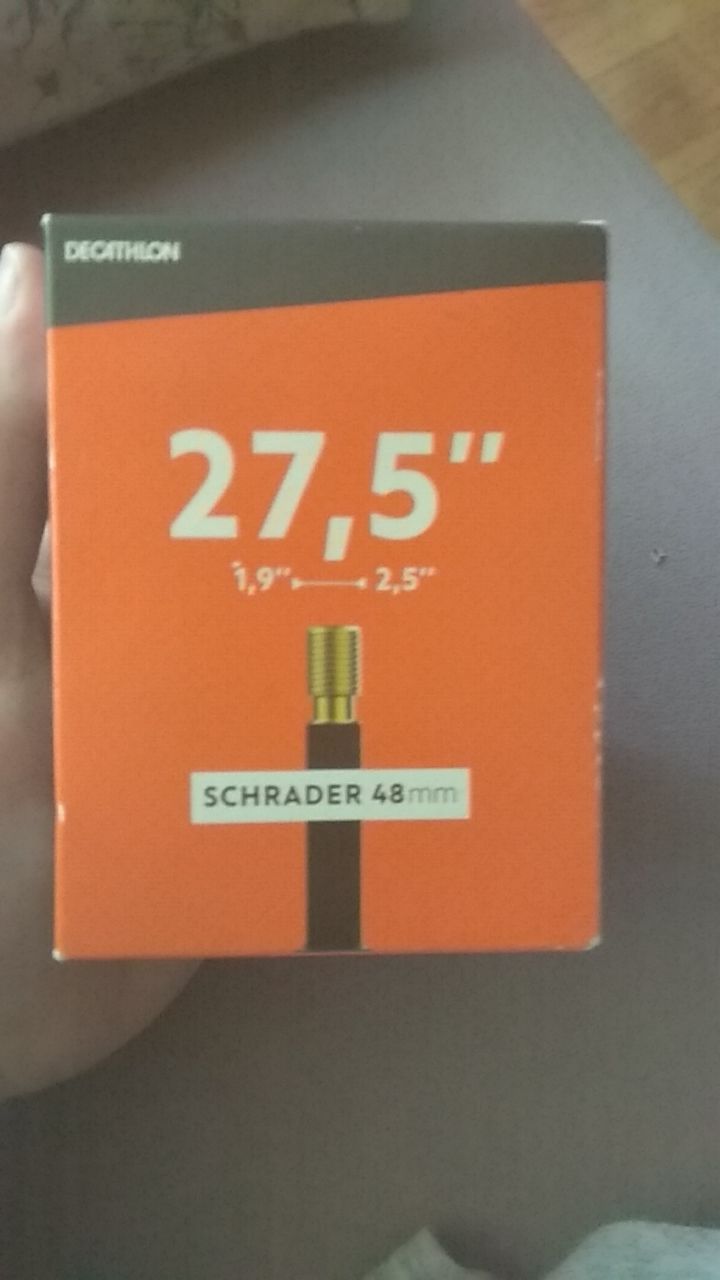 DECATHLON
27,5"
1,9" 2,5"
SCHRADER 48mm